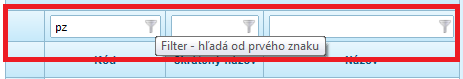 pz
Filter - hľadá od prvého znaku
Kód Skrátený názov Názov